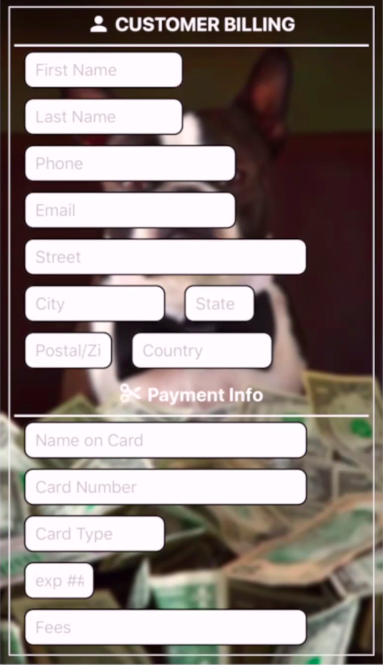 CUSTOMER BILLING
First Name
Last Name
Phone
Email
Street
City State
Postal/Zi Country
Payment Info
Name on Card
Card Number
Card Type
exp ##
Fees